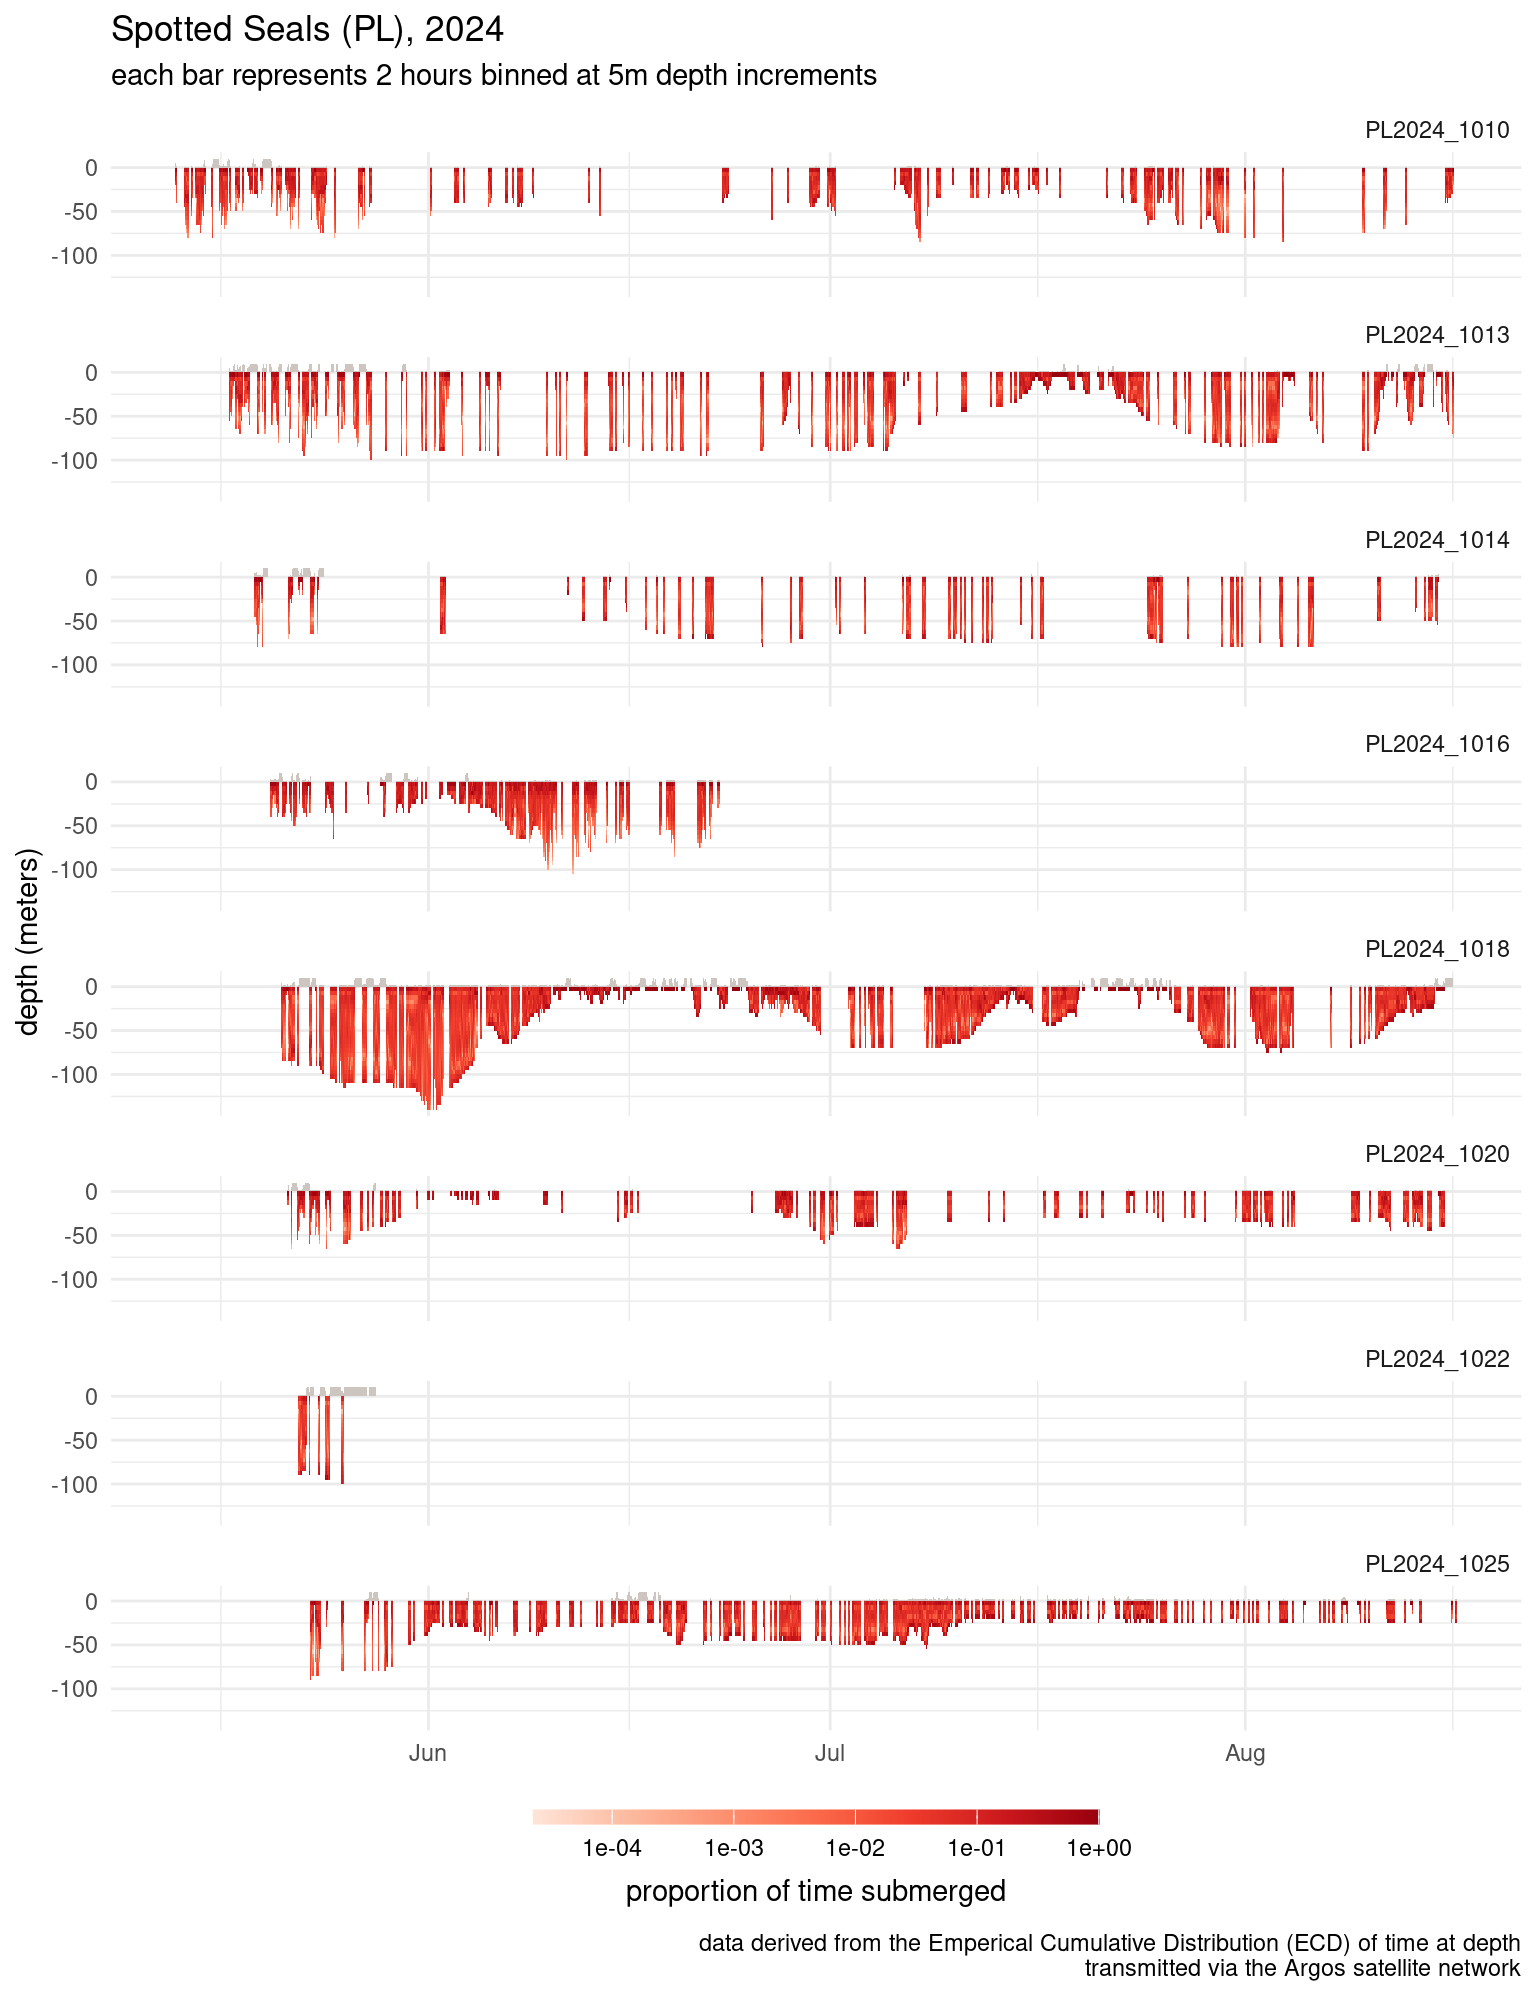 Spotted Seals (PL), 2024
each bar represents 2 hours binned at 5m depth increments
PL2024_1010
0
-50
-100
PL2024_1013
0
-50
-100
PL2024_1014
0
-50
-100
PL2024_1016
0
-50
-100
depth (meters)
PL2024_1018
0
-50
-100
PL2024_1020
0
-50
-100
PL2024_1022
0
-50
-100
PL2024_1025
0
-50
-100
Jun Jul Aug
1e-04 1e-03 1e-02 1e-01 1e+00
proportion of time submerged
data derived from the Emperical Cumulative Distribution (ECD) of time at depth
transmitted via the Argos satellite network